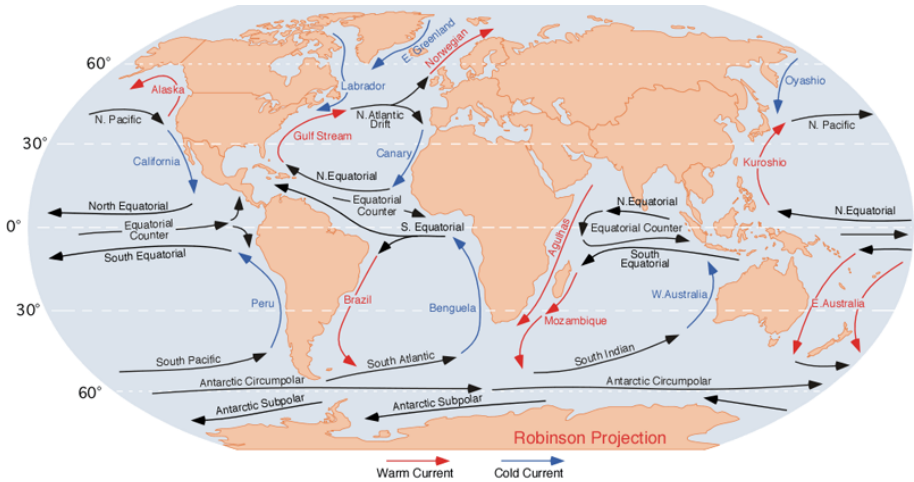 E. Greenland
Norwegian
60°
Alaska
Labrador
Oyashio
N. Pacific
N. Atlantic
Drift
N. Pacific
Gulf Stream
30°
California
Canary
Kuroshio
N.Equatorial
North Equatorial
Equatorial
Counter
N.Equatorial
N.Equatorial
Equatorial
Counter
0°
S. Equatorial
Agulhas
Equatorial Counter
South Equatorial
South
Equatorial
Peru
Brazil
Benguela
W.Australia
E.Australia
30°
Mozambique
South Pacific
South Atlantic
South Indian
Antarctic Circumpolar
Antarctic Circumpolar
60°
Antarctic Subpolar
Antarctic Subpolar
Robinson Projection
Warm Current
Cold Current